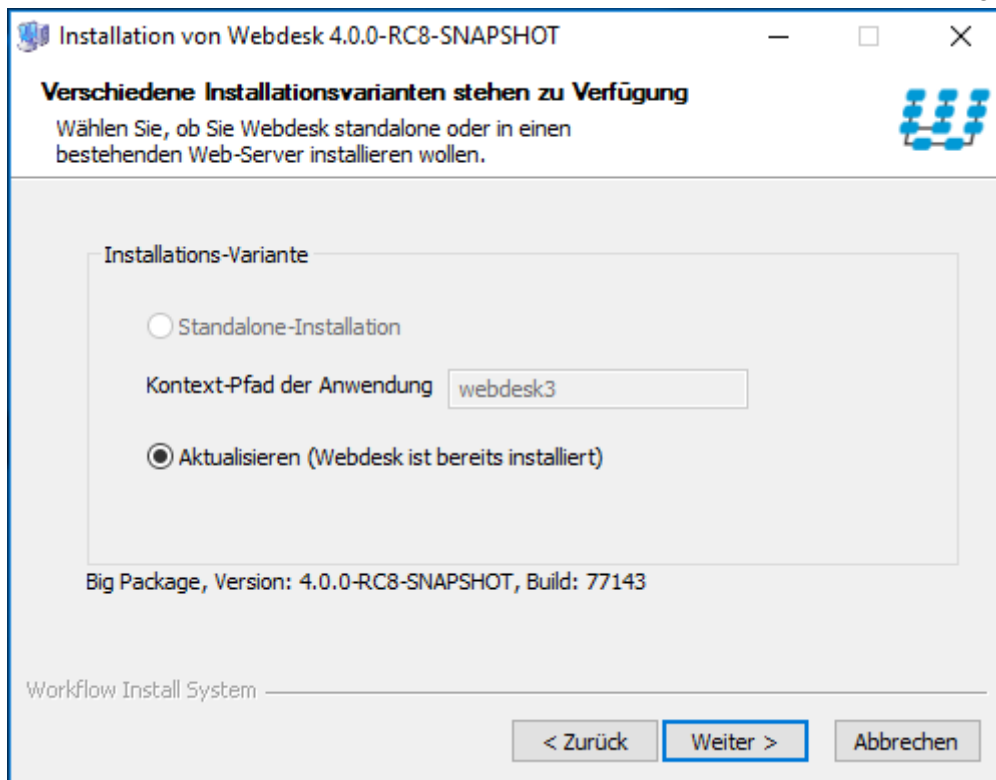 Installation von Webdesk 4.0.0-RC8-SNAPSHOT
Verschiedene Installationsvarianten stehen zu Verfügung
Wählen Sie, ob Sie Webdesk standalone oder in einen
bestehenden Web-Server installieren wollen.
Installations-Variante
Standalone-Installation
Kontext-Pfad der Anwendung webdesk3
Aktualisieren (Webdesk ist bereits installiert)
Big Package, Version: 4.0.0-RC8-SNAPSHOT, Build: 77143
Workflow Install System
< Zurück Weiter > Abbrechen